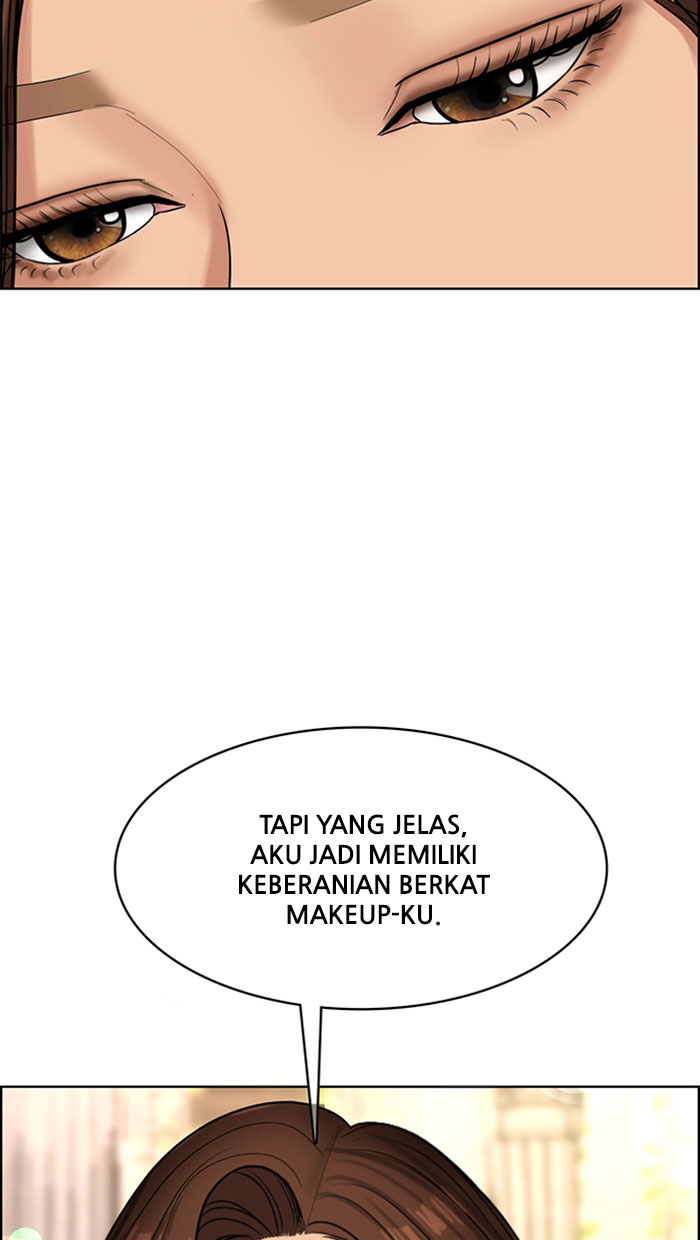 TAPI YANG JELAS,
AKU JADI MEMILIKI
KEBERANIAN BERKAT
MAKEUP-KU.